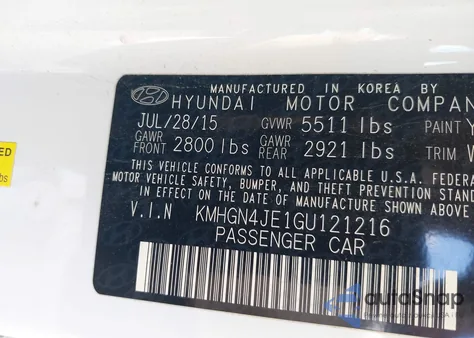 MANUFACTURED IN KOREA BY
HYUNDAI MOTOR COMPAN
JUL/28/15 GVWR 5511 lbs PAINT Y
GAWR FRONT 2800 lbs GAWR REAR 2921 lbs TRIM W
THIS VEHICLE CONFORMS TO ALL APPLICABLE U.S.A. FEDERAL
MOTOR VEHICLE SAFETY, BUMPER, AND THEFT PREVENTION STAND
IN EFFECT ON THE DATE OF MANUFACTURE SHOWN ABOVE.
V.I.N KMHGN4JE1GU121216
PASSENGER CAR
ED
autoSnap